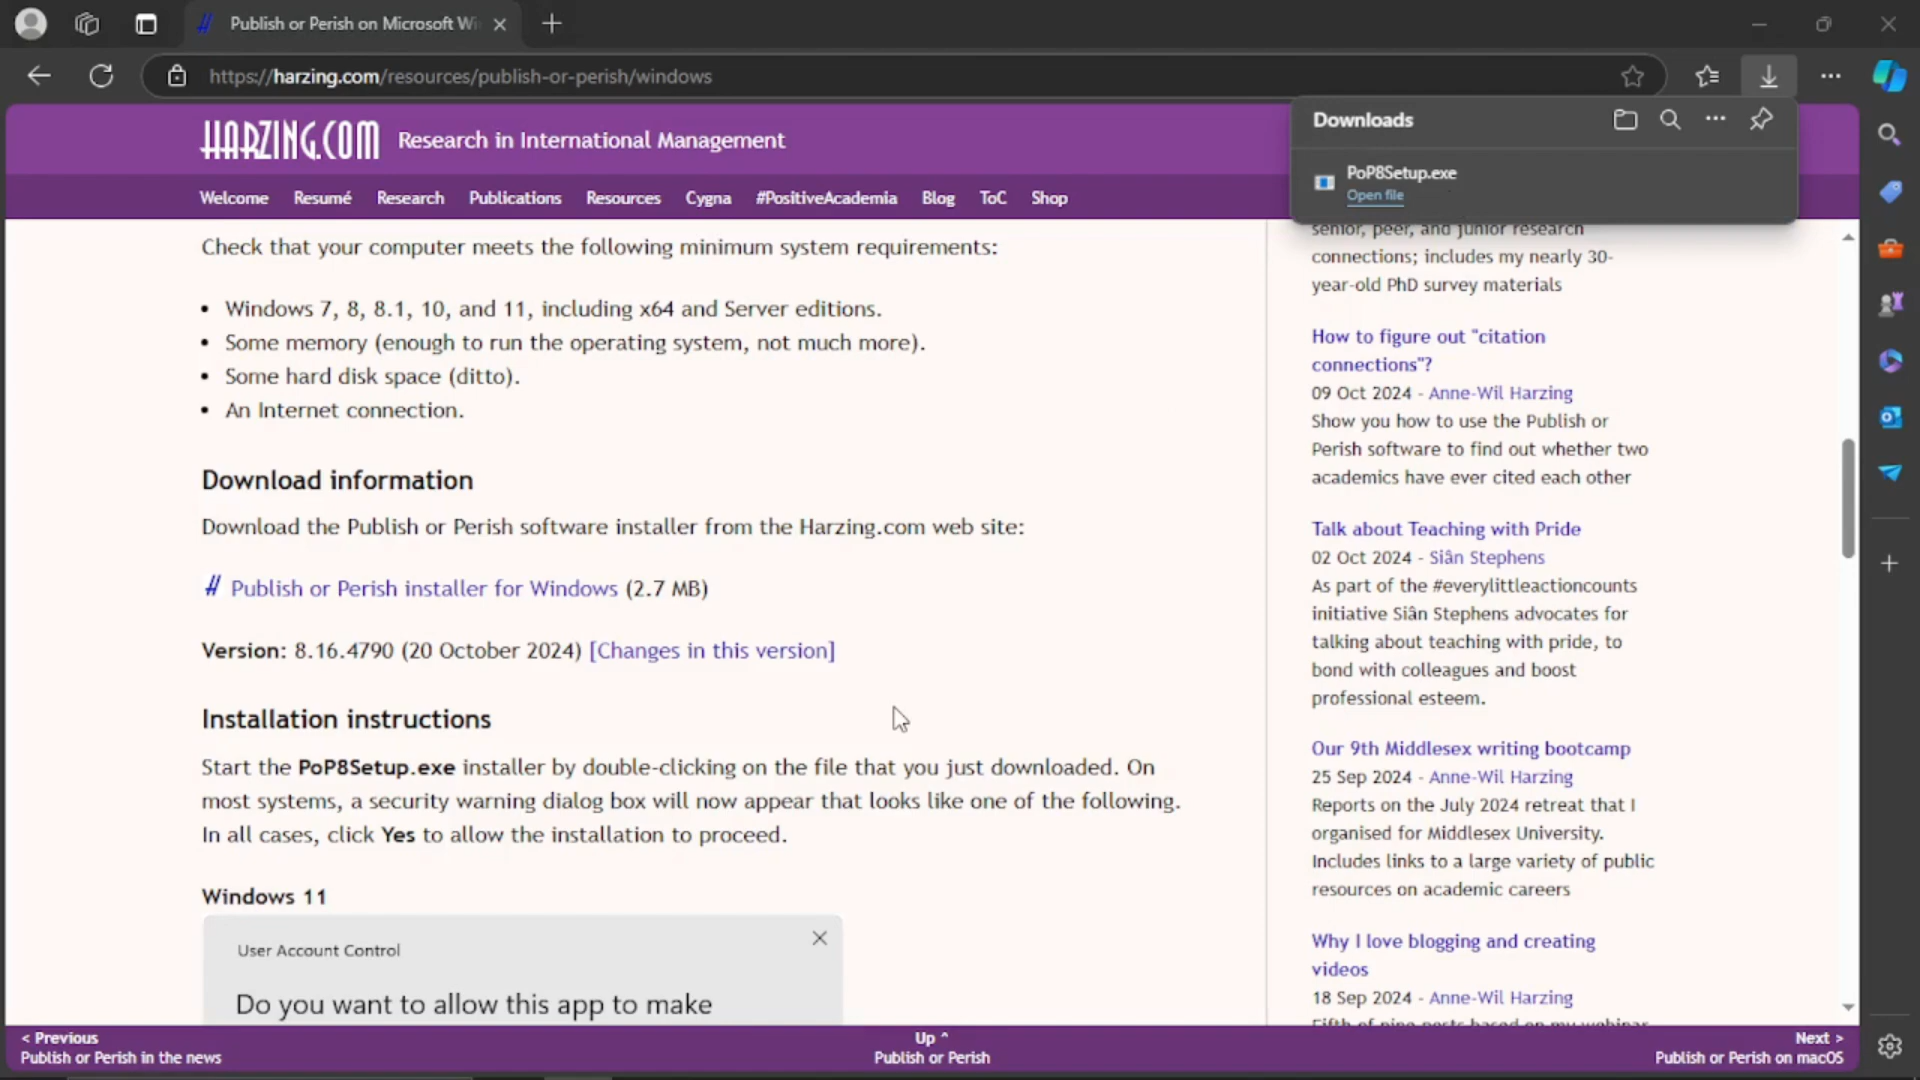 Publish or Perish on Microsoft Wi
https://harzing.com/resources/publish-or-perish/windows
HARZING.COM Research in International Management
Welcome Resumé Research Publications Resources Cygna #PositiveAcademia Blog ToC Shop
Downloads
PoP8Setup.exe
Open file
Check that your computer meets the following minimum system requirements:
• Windows 7, 8, 8.1, 10, and 11, including x64 and Server editions.
• Some memory (enough to run the operating system, not much more).
• Some hard disk space (ditto).
• An Internet connection.
Download information
Download the Publish or Perish software installer from the Harzing.com web site:
Publish or Perish installer for Windows (2.7 MB)
Version: 8.16.4790 (20 October 2024) [Changes in this version]
Installation instructions
Start the PoP8Setup.exe installer by double-clicking on the file that you just downloaded. On
most systems, a security warning dialog box will now appear that looks like one of the following.
In all cases, click Yes to allow the installation to proceed.
Windows 11
User Account Control
Do you want to allow this app to make
senior, peer, and junior research
connections; includes my nearly 30-
year-old PhD survey materials
How to figure out "citation
connections"?
09 Oct 2024 - Anne-Wil Harzing
Show you how to use the Publish or
Perish software to find out whether two
academics have ever cited each other
Talk about Teaching with Pride
02 Oct 2024 - Siân Stephens
As part of the #everylittleactioncounts
initiative Siân Stephens advocates for
talking about teaching with pride, to
bond with colleagues and boost
professional esteem.
Our 9th Middlesex writing bootcamp
25 Sep 2024 - Anne-Wil Harzing
Reports on the July 2024 retreat that I
organised for Middlesex University.
Includes links to a large variety of public
resources on academic careers
Why I love blogging and creating
videos
18 Sep 2024 - Anne-Wil Harzing
Fifth of nine posts based on my webinar
< Previous
Publish or Perish in the news
Up ^
Publish or Perish
Next >
Publish or Perish on macOS